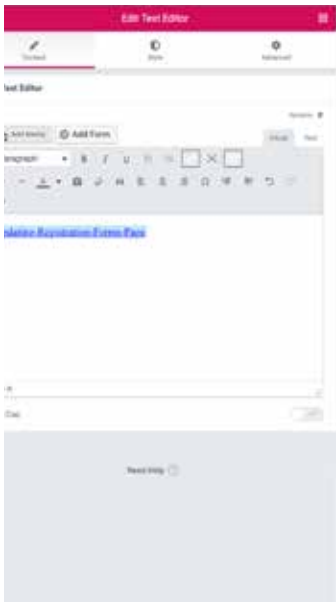 Edit Text Editor
Content Style Advanced
Text Editor
Add Media Add Form Visual Text
Paragraph B I U
Registration Forms Page
Cap
Need Help